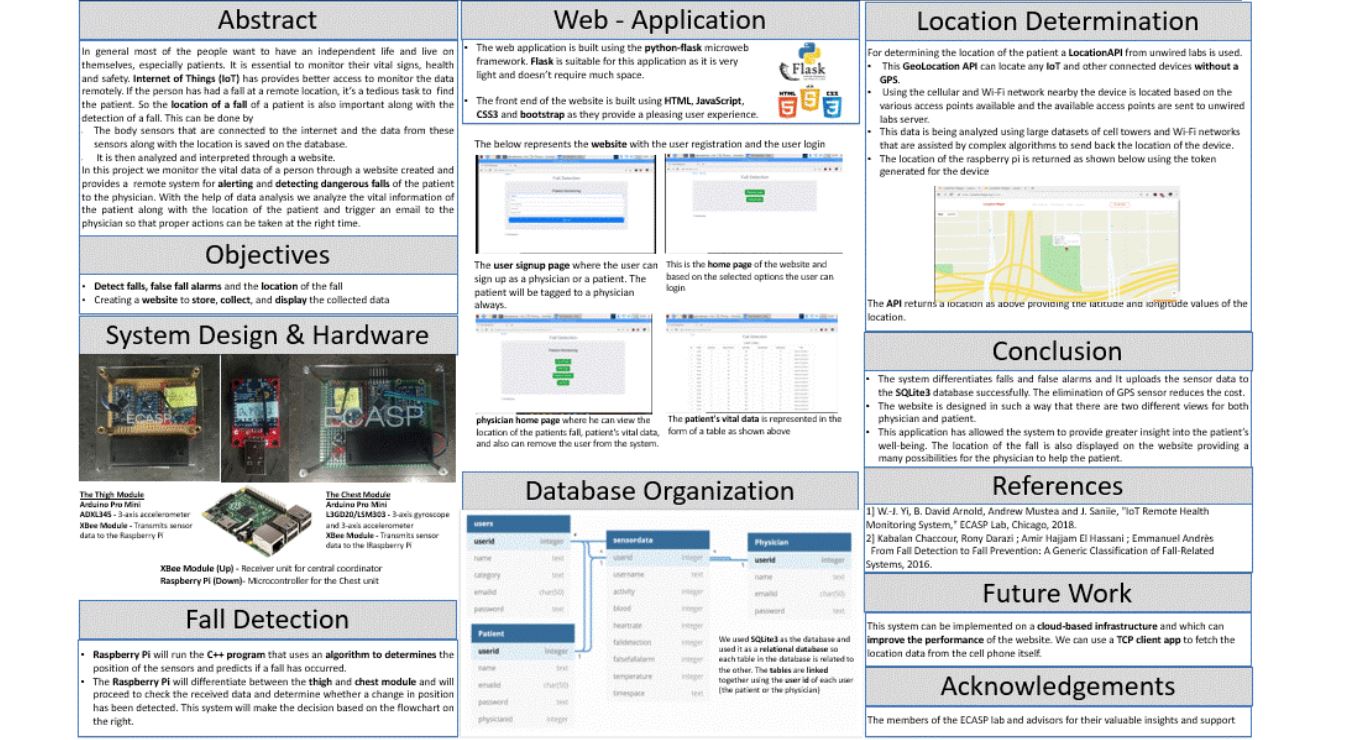 Abstract
In general most of the people want to have an independent life and live on
themselves, especially patients. It is essential to monitor their vital signs, health
and safety. Internet of Things (IoT) has provides better access to monitor the data
remotely. If the person has had a fall at a remote location, it's a tedious task to find
the patient. So the location of a fall of a patient is also important along with the
detection of a fall. This can be done by
The body sensors that are connected to the internet and the data from these
sensors along with the location is saved on the database.
It is then analyzed and interpreted through a website.
In this project we monitor the vital data of a person through a website created and
provides a remote system for alerting and detecting dangerous falls of the patient
to the physician. With the help of data analysis we analyze the vital information of
the patient along with the location of the patient and trigger an email to the
physician so that proper actions can be taken at the right time.
Objectives
• Detect falls, false fall alarms and the location of the fall
• Creating a website to store, collect, and display the collected data
System Design & Hardware
ECASP
ECASP
The Thigh Module
Arduino Pro Mini
ADXL345 - 3-axis accelerometer
XBee Module - Transmits sensor
data to the Raspberry Pi
The Chest Module
Arduino Pro Mini
L3GD20/LSM303 - 3-axis gyroscope
and 3-axis accelerometer
XBee Module - Transmits sensor
data to the lRaspberry Pi
XBee Module (Up) - Receiver unit for central coordinator
Raspberry Pi (Down)- Microcontroller for the Chest unit
Fall Detection
• Raspberry Pi will run the C++ program that uses an algorithm to determines the
position of the sensors and predicts if a fall has occurred.
• The Raspberry Pi will differentiate between the thigh and chest module and will
proceed to check the received data and determine whether a change in position
has been detected. This system will make the decision based on the flowchart on
the right.
Web - Application
• The web application is built using the python-flask microweb
framework. Flask is suitable for this application as it is very
light and doesn't require much space.
• The front end of the website is built using HTML, JavaScript,
CSS3 and bootstrap as they provide a pleasing user experience.
Flask
HTML JS CSS
The below represents the website with the user registration and the user login
Fall Detection
Patient Monitoring
Fall Detection
The user signup page where the user can
sign up as a physician or a patient. The
patient will be tagged to a physician
always.
This is the home page of the website and
based on the selected options the user can
login
Fall Detection
Patient Monitoring
Fall Detection
physician home page where he can view the
location of the patients fall, patient's vital data,
and also can remove the user from the system.
The patient's vital data is represented in the
form of a table as shown above
Database Organization
users
userid integer
name text
category text
emailid char(50)
password text
Patient
userid integer
name text
emailid char(50)
password text
physicianid integer
sensordata
userid integer
username text
activity integer
blood integer
heartrate integer
falldetection integer
falsefallalarm integer
temperature integer
timespace text
Physician
userid integer
name text
emailid char(50)
password text
We used SQLite3 as the database and
used it as a relational database so
each table in the database is related to
the other. The tables are linked
together using the user id of each user
(the patient or the physician)
Location Determination
For determining the location of the patient a LocationAPI from unwired labs is used.
• This GeoLocation API can locate any IoT and other connected devices without a
GPS.
• Using the cellular and Wi-Fi network nearby the device is located based on the
various access points available and the available access points are sent to unwired
labs server.
• This data is being analyzed using large datasets of cell towers and Wi-Fi networks
that are assisted by complex algorithms to send back the location of the device.
• The location of the raspberry pi is returned as shown below using the token
generated for the device
The API returns a location as above providing the latitude and longitude values of the
location.
Conclusion
• The system differentiates falls and false alarms and It uploads the sensor data to
the SQLite3 database successfully. The elimination of GPS sensor reduces the cost.
• The website is designed in such a way that there are two different views for both
physician and patient.
• This application has allowed the system to provide greater insight into the patient's
well-being. The location of the fall is also displayed on the website providing a
many possibilities for the physician to help the patient.
References
1] W.-J. Yi, B. David Arnold, Andrew Mustea and J. Saniie, "IoT Remote Health
Monitoring System," ECASP Lab, Chicago, 2018.
2] Kabalan Chaccour, Rony Darazi ; Amir Hajjam El Hassani ; Emmanuel Andrès
From Fall Detection to Fall Prevention: A Generic Classification of Fall-Related
Systems, 2016.
Future Work
This system can be implemented on a cloud-based infrastructure and which can
improve the performance of the website. We can use a TCP client app to fetch the
location data from the cell phone itself.
Acknowledgements
The members of the ECASP lab and advisors for their valuable insights and support